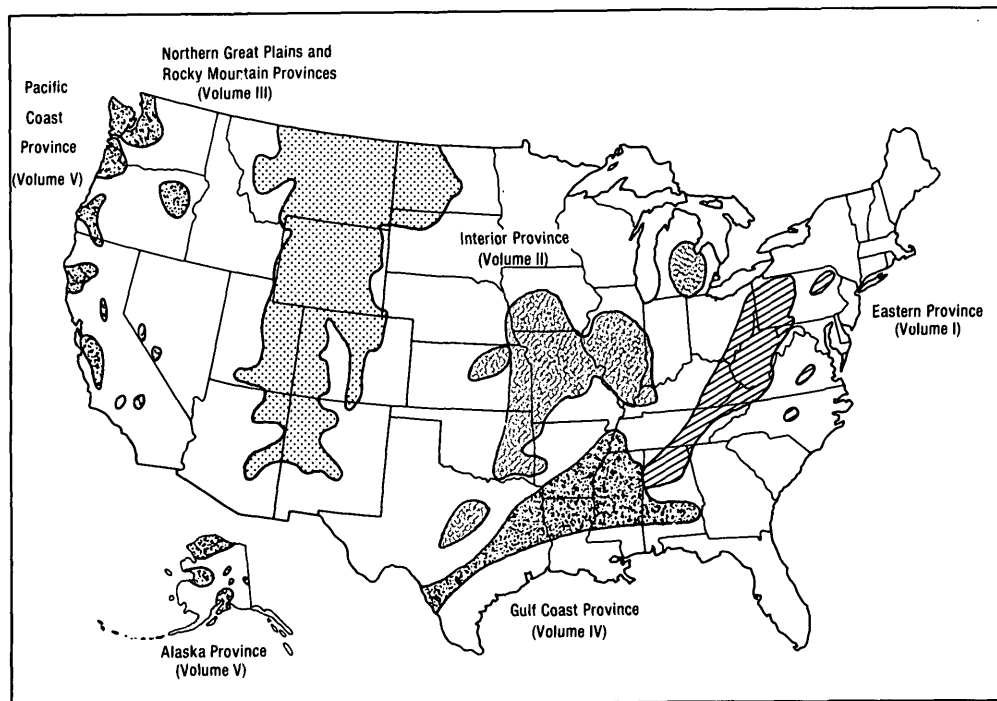 Northern Great Plains and
Rocky Mountain Provinces
(Volume III)
Pacific
Coast
Province
(Volume V)
Interior Province
(Volume II)
Eastern Province
(Volume I)
Gulf Coast Province
(Volume IV)
Alaska Province
(Volume V)